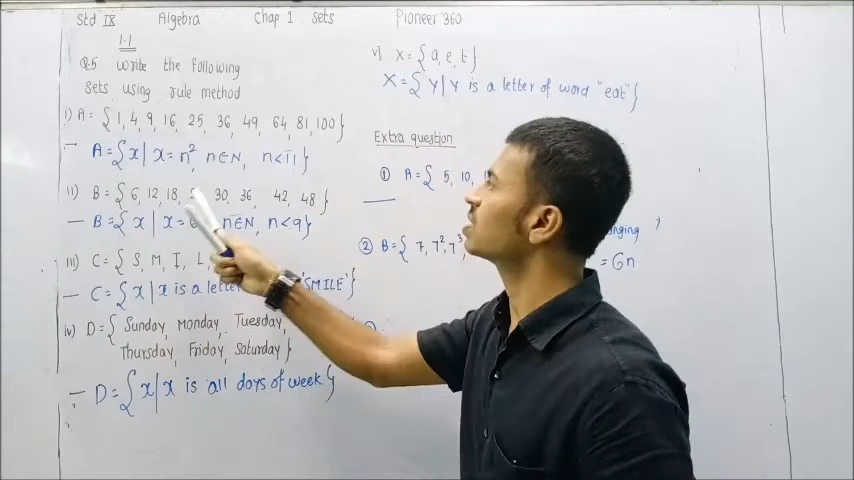 Std IX Algebra Chap 1 Sets Pioneer 360
1.1
Q.5 Write the following
Sets using rule method
i) A = { 1, 4, 9, 16, 25, 36, 49, 64, 81, 100 }
— A = { x | x = n², n ∈ N, n < 11 }
ii) B = { 6, 12, 18, 30, 36, 42, 48 }
— B = { x | x = 6 n ∈ N, n < 9 }
iii) C = { S, M, I, L,
— C = { x | x is a letter 'SMILE' }
iv) D = { Sunday, Monday, Tuesday,
Thursday, Friday, Saturday }
— D = { x | x is all days of week }
v) X = { a, e, t }
X = { Y | Y is a letter of word "eat" }
Extra question
① A = { 5, 10,
② B = { 7, 7², 7³,
= 6n